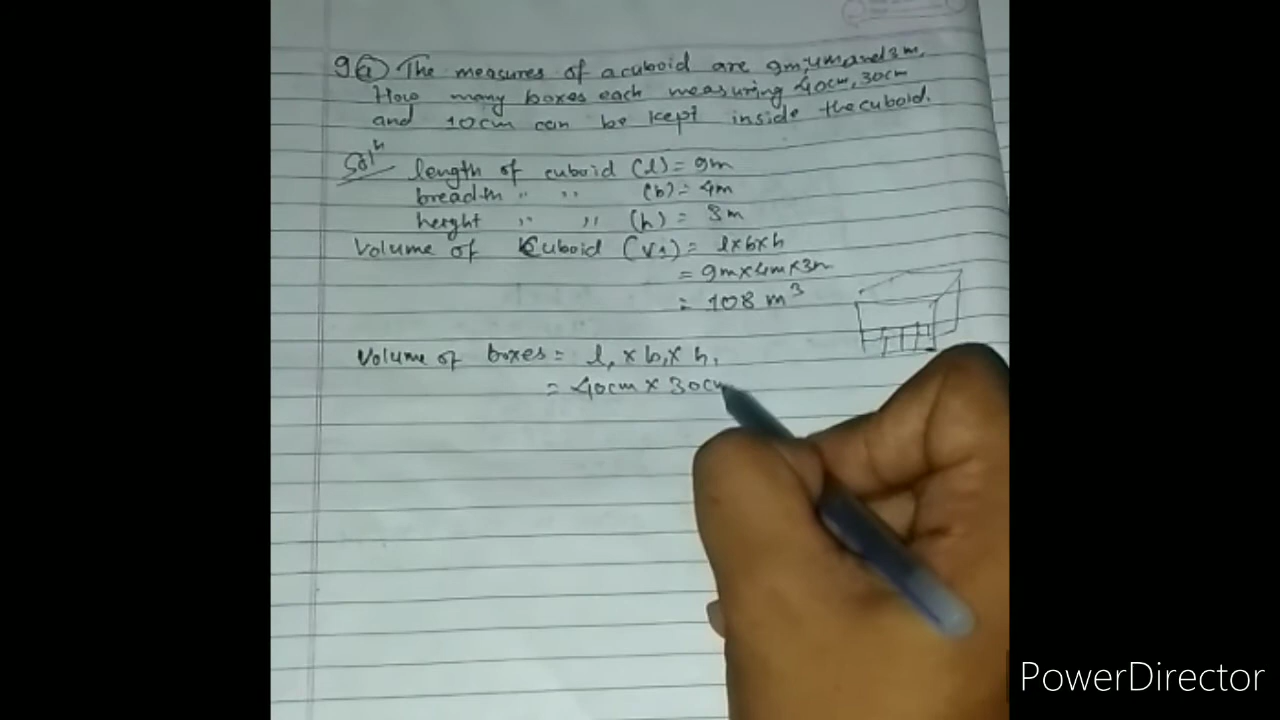 9 (a) The measures of a cuboid are 9m, 4m and 3m.
How many boxes each measuring 40cm, 30cm
and 10cm can be kept inside the cuboid.
Solⁿ length of cuboid (l) = 9m
breadth ,, ,, (b) = 4m
height ,, ,, (h) = 3m
Volume of Cuboid (V₁) = l×b×h
= 9m×4m×3m
= 108 m³
Volume of boxes = l₁ × b₁ × h₁
= 40cm × 30cm
PowerDirector